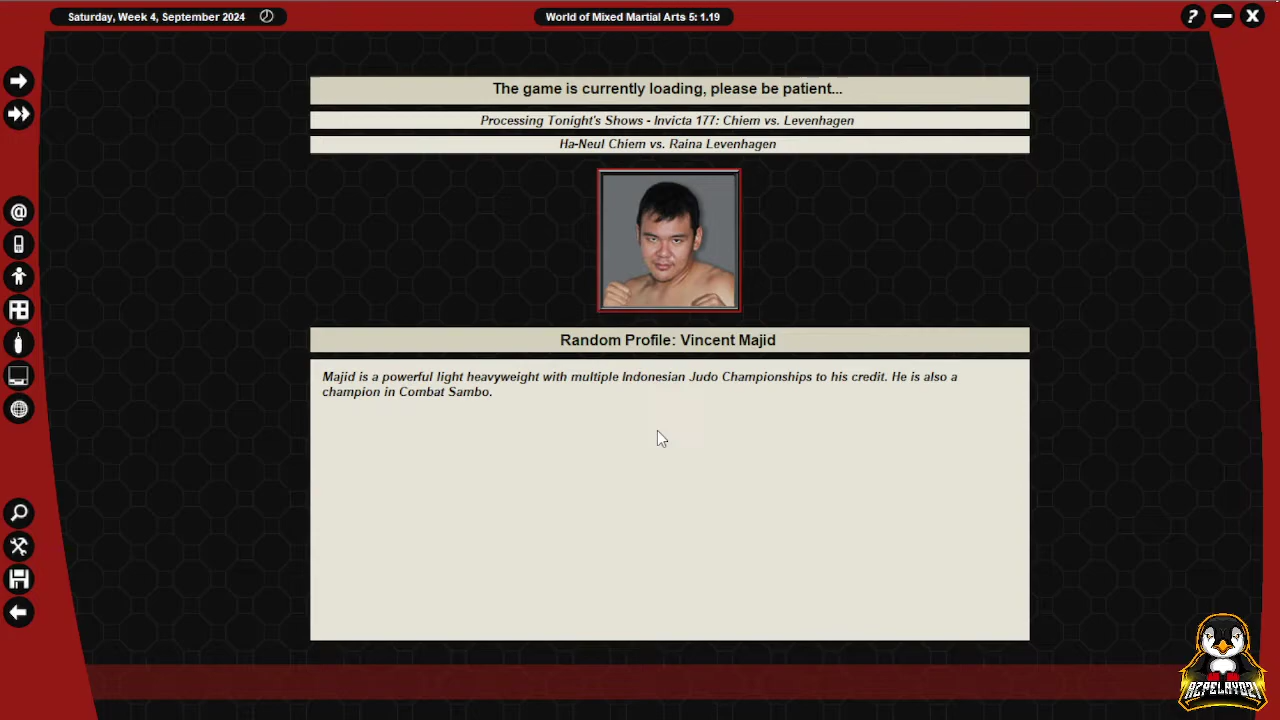 Saturday, Week 4, September 2024
World of Mixed Martial Arts 5: 1.19
The game is currently loading, please be patient...
Processing Tonight's Shows - Invicta 177: Chiem vs. Levenhagen
Ha-Neul Chiem vs. Raina Levenhagen
Random Profile: Vincent Majid
Majid is a powerful light heavyweight with multiple Indonesian Judo Championships to his credit. He is also a
champion in Combat Sambo.
AZPELAYO21